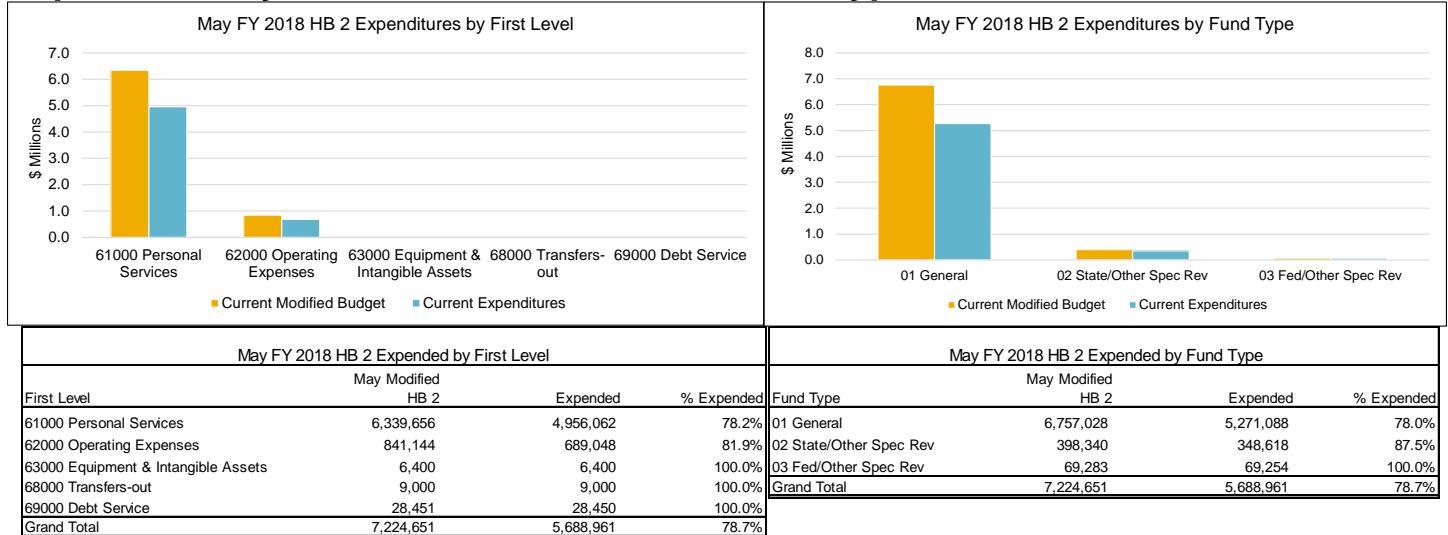 May FY 2018 HB 2 Expenditures by First Level
7.0
6.0
5.0
4.0
3.0
2.0
1.0
0.0
$ Millions
61000 Personal Services
62000 Operating Expenses
63000 Equipment & Intangible Assets
68000 Transfers-out
69000 Debt Service
Current Modified Budget Current Expenditures
May FY 2018 HB 2 Expenditures by Fund Type
8.0
7.0
6.0
5.0
4.0
3.0
2.0
1.0
0.0
$ Millions
01 General 02 State/Other Spec Rev 03 Fed/Other Spec Rev
Current Modified Budget Current Expenditures
May FY 2018 HB 2 Expended by First Level
May Modified
First Level HB 2 Expended % Expended
61000 Personal Services 6,339,656 4,956,062 78.2%
62000 Operating Expenses 841,144 689,048 81.9%
63000 Equipment & Intangible Assets 6,400 6,400 100.0%
68000 Transfers-out 9,000 9,000 100.0%
69000 Debt Service 28,451 28,450 100.0%
Grand Total 7,224,651 5,688,961 78.7%
May FY 2018 HB 2 Expended by Fund Type
May Modified
Fund Type HB 2 Expended % Expended
01 General 6,757,028 5,271,088 78.0%
02 State/Other Spec Rev 398,340 348,618 87.5%
03 Fed/Other Spec Rev 69,283 69,254 100.0%
Grand Total 7,224,651 5,688,961 78.7%